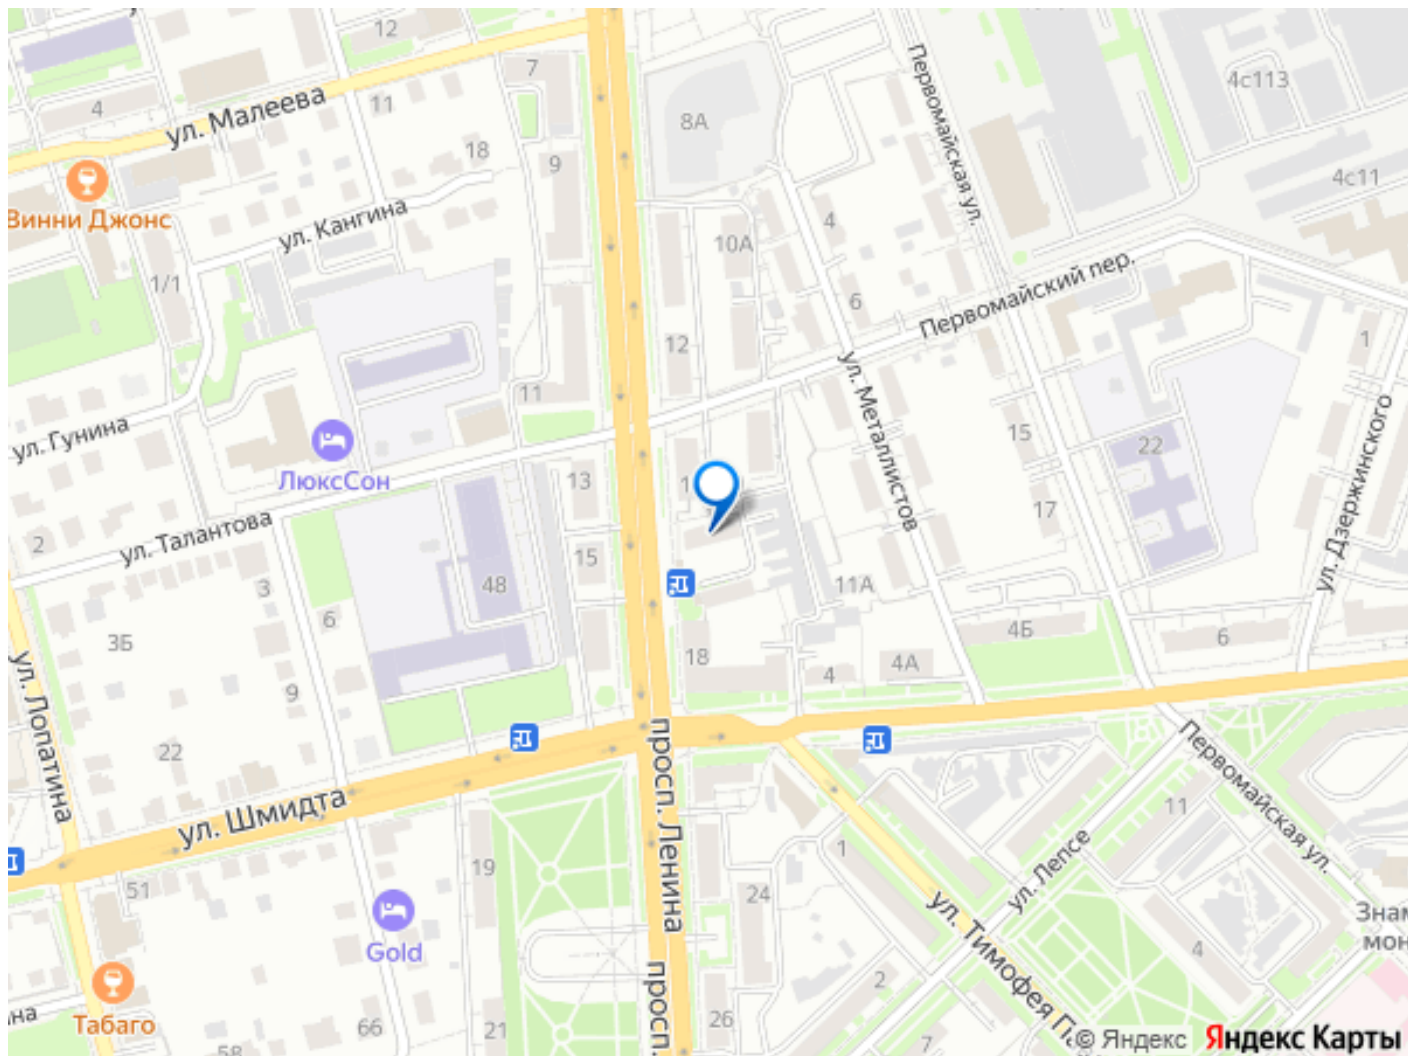 12
7
4
ул. Малеева
11
8А
Первомайская ул.
4с113
18
9
4с11
Винни Джонс
ул. Кангина
4
10А
1/1
6
Первомайский пер.
12
1
11
ул. Металлистов
ул. Гунина
15
22
ул. Дзержинского
ЛюксСон
13
17
2
ул. Талантова
15
3
48
11А
6
3Б
4Б
6
18
4А
4
9
ул. Лопатина
22
просп. Ленина
Первомайская ул.
ул. Шмидта
11
ул. Лепсе
1
19
51
24
ул. Тимофея П
Знам
мон
Gold
4
2
Табаго
на
66
21
просп.
26
7
58
© Яндекс
Яндекс Карты